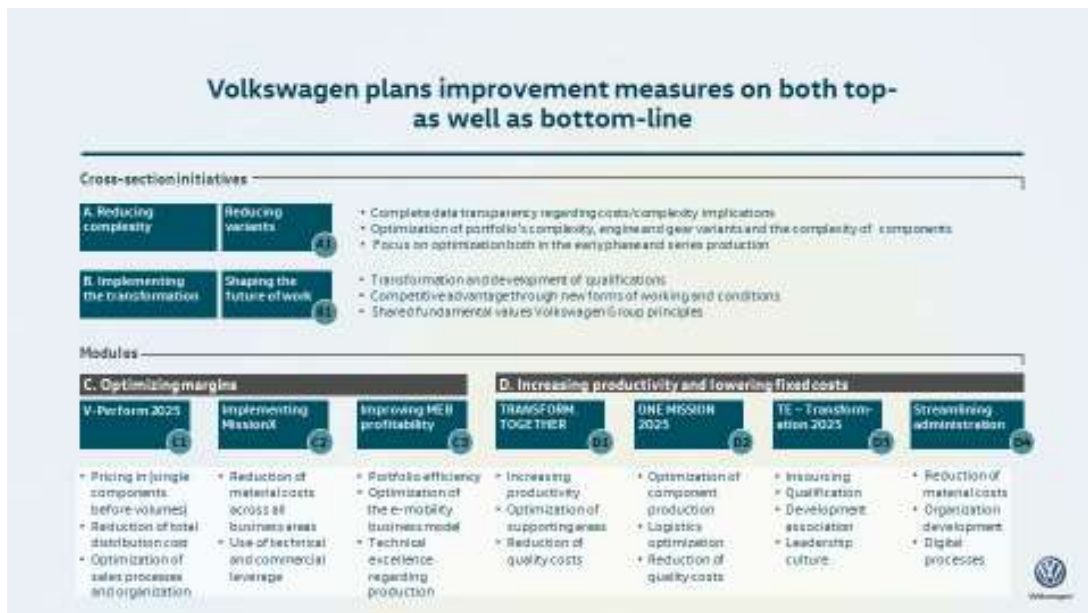 Volkswagen plans improvement measures on both top-
as well as bottom-line
Cross-section initiatives
A. Reducing
complexity
Reducing
variants
A1
• Complete data transparency regarding costs/complexity implications
• Optimization of portfolio's complexity, engine and gear variants and the complexity of components
• Focus on optimization both in the early phase and series production
B. Implementing
the transformation
Shaping the
future of work
B1
• Transformation and development of qualifications
• Competitive advantage through new forms of working and conditions
• Shared fundamental values Volkswagen Group principles
Modules
C. Optimizing margins
D. Increasing productivity and lowering fixed costs
V-Perform 2025
C1
• Pricing in (single
components
before volumes)
• Reduction of total
distribution cost
• Optimization of
sales processes
and organization
Implementing
MissionX
C2
• Reduction of
material costs
across all
business areas
• Use of technical
and commercial
leverage
Improving MEB
profitability
C3
• Portfolio efficiency
• Optimization of
the e-mobility
business model
• Technical
excellence
regarding
production
TRANSFORM.
TOGETHER
D1
• Increasing
productivity
• Optimization of
supporting areas
• Reduction of
quality costs
ONE MISSION
2025
D2
• Optimization of
component
production
• Logistics
optimization
• Reduction of
quality costs
TE - Transform-
ation 2025
D3
• Insourcing
• Qualification
• Development
association
• Leadership
culture
Streamlining
administration
D4
• Reduction of
material costs
• Organization
development
• Digital
processes
Volkswagen